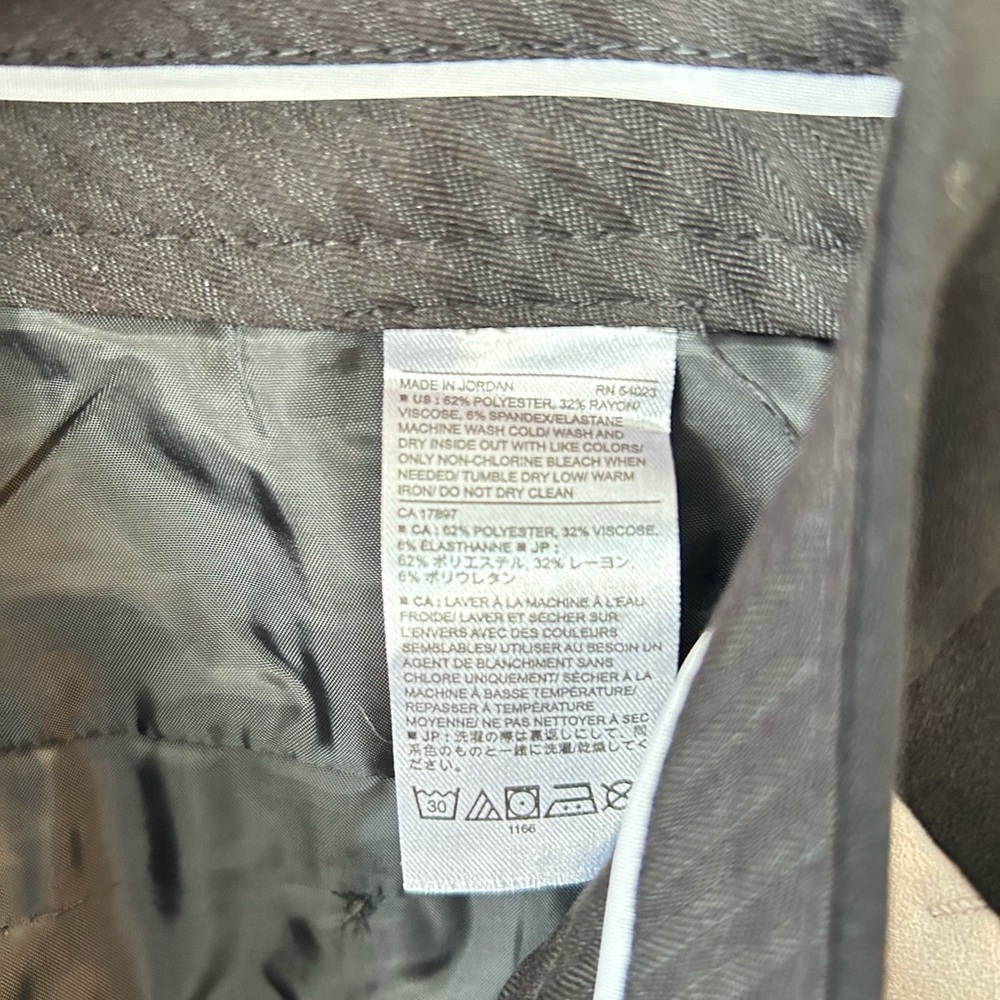 MADE IN JORDAN RN 54023
■ US : 62% POLYESTER, 32% RAYON/
VISCOSE, 6% SPANDEX/ELASTANE
MACHINE WASH COLD/ WASH AND
DRY INSIDE OUT WITH LIKE COLORS/
ONLY NON-CHLORINE BLEACH WHEN
NEEDED/ TUMBLE DRY LOW/ WARM
IRON/ DO NOT DRY CLEAN
CA 17897
■ CA : 62% POLYESTER, 32% VISCOSE,
6% ÉLASTHANNE ■ JP :
62% ポリエステル, 32% レーヨン,
6% ポリウレタン
■ CA : LAVER À LA MACHINE À L'EAU
FROIDE/ LAVER ET SÉCHER SUR
L'ENVERS AVEC DES COULEURS
SEMBLABLES/ UTILISER AU BESOIN UN
AGENT DE BLANCHIMENT SANS
CHLORE UNIQUEMENT/ SÉCHER À LA
MACHINE À BASSE TEMPÉRATURE/
REPASSER À TEMPÉRATURE
MOYENNE/ NE PAS NETTOYER À SEC
■ JP : 洗濯の際は裏返しにして、同
系色のものと一緒に洗濯/乾燥してく
ださい。
30
1166